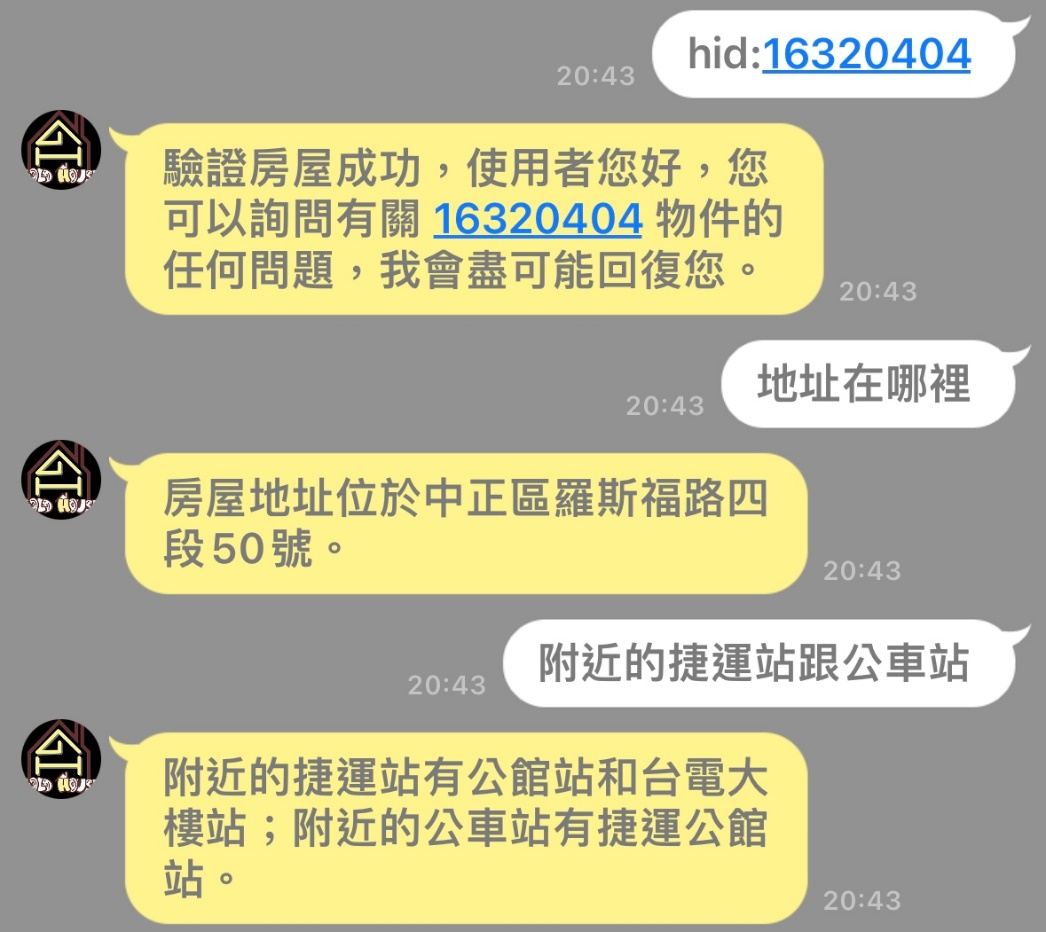 hid:16320404
20:43
驗證房屋成功，使用者您好，您
可以詢問有關 16320404 物件的
任何問題，我會盡可能回復您。
20:43
地址在哪裡
20:43
房屋地址位於中正區羅斯福路四
段50號。
20:43
附近的捷運站跟公車站
20:43
附近的捷運站有公館站和台電大
樓站；附近的公車站有捷運公館
站。
20:43